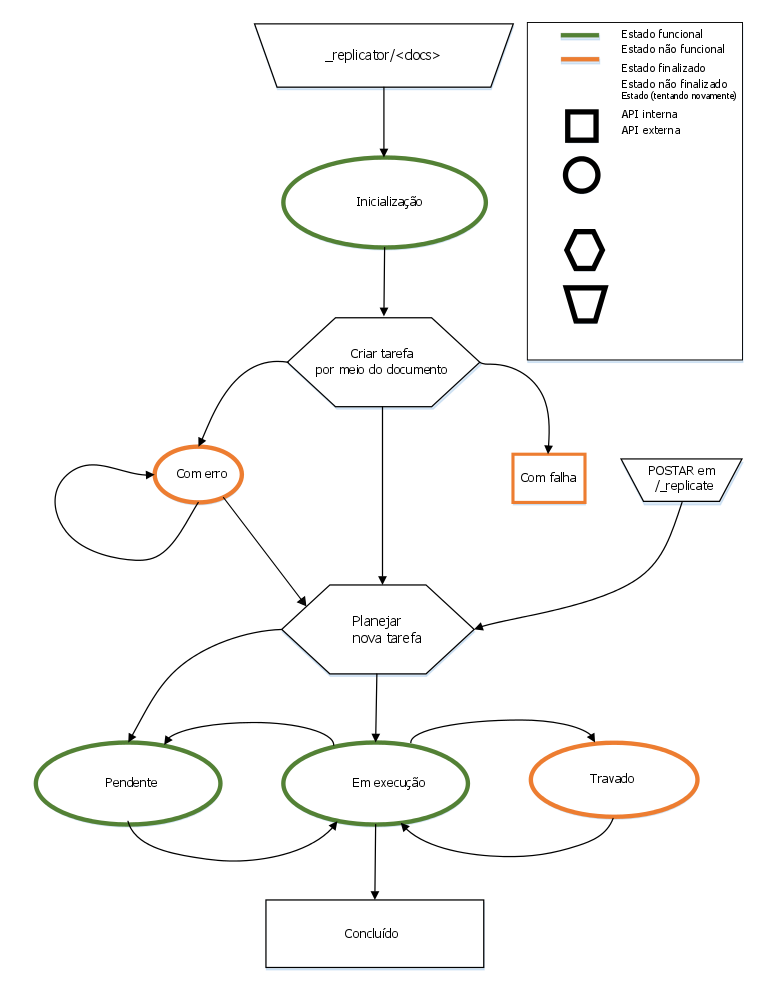 _replicator/<docs>
Estado funcional
Estado não funcional
Estado finalizado
Estado não finalizado
Estado (tentando novamente)
API interna
API externa
Inicialização
Criar tarefa
por meio do documento
Com erro
Com falha
POSTAR em
/_replicate
Planejar
nova tarefa
Pendente
Em execução
Travado
Concluído